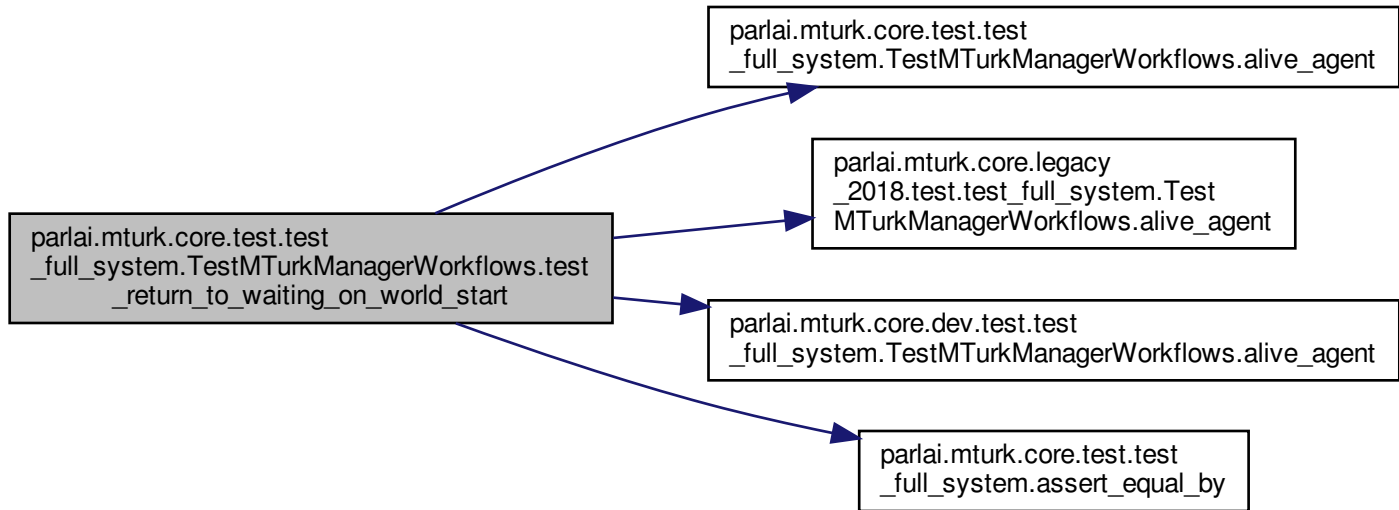 parlai.mturk.core.test.test
_full_system.TestMTurkManagerWorkflows.test
_return_to_waiting_on_world_start
parlai.mturk.core.test.test
_full_system.TestMTurkManagerWorkflows.alive_agent
parlai.mturk.core.legacy
_2018.test.test_full_system.Test
MTurkManagerWorkflows.alive_agent
parlai.mturk.core.dev.test.test
_full_system.TestMTurkManagerWorkflows.alive_agent
parlai.mturk.core.test.test
_full_system.assert_equal_by